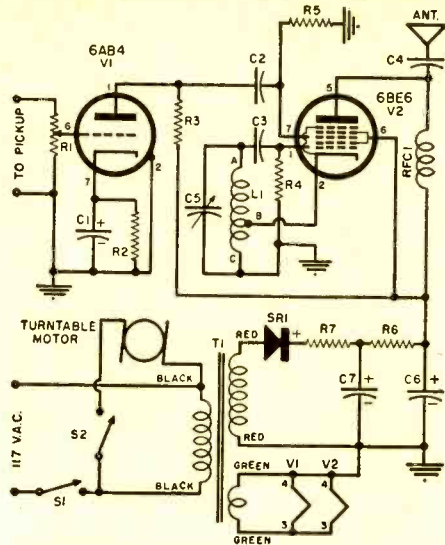 ANT.
R5
6AB4
V1
C2
C4
1
5
6BE6
V2
TO PICKUP
R1
6
R3
C3
7
1
6
2
7
2
A
R4
RFC1
C5
L1
B
C1
+
-
R2
C
TURNTABLE
MOTOR
T1
RED
SR1
+
R7
R6
BLACK
117 V.A.C.
S2
C7
+
-
C6
+
-
RED
BLACK
GREEN
V1
V2
S1
4
4
3
3
GREEN